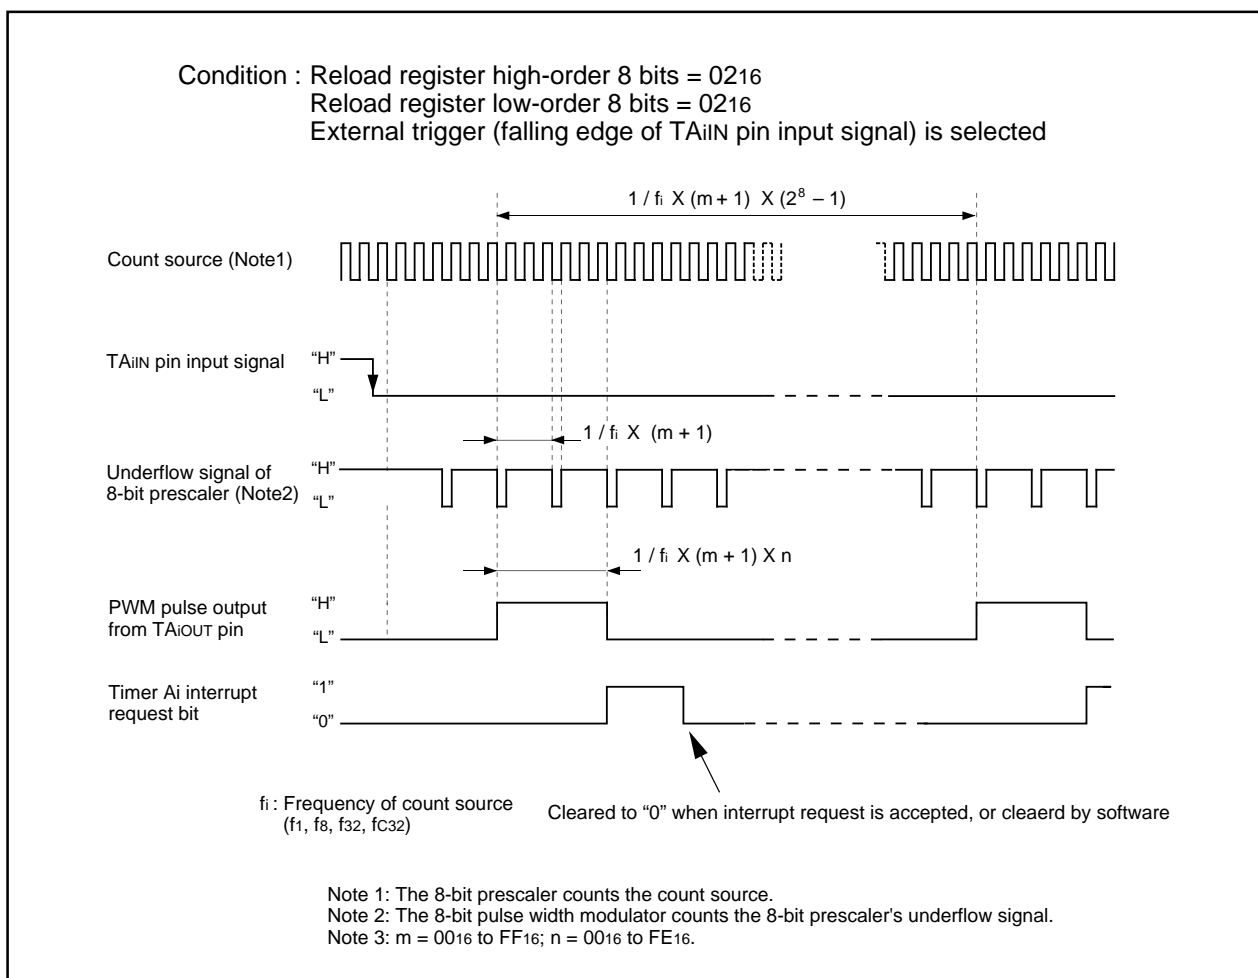 Condition : Reload register high-order 8 bits = 0216
Reload register low-order 8 bits = 0216
External trigger (falling edge of TAiIN pin input signal) is selected
1 / fi X (m + 1) X (2⁸ – 1)
Count source (Note1)
TAiIN pin input signal
“H”
“L”
1 / fi X (m + 1)
Underflow signal of
8-bit prescaler (Note2)
“H”
“L”
1 / fi X (m + 1) X n
PWM pulse output
from TAiOUT pin
“H”
“L”
Timer Ai interrupt
request bit
“1”
“0”
fi : Frequency of count source
(f1, f8, f32, fC32)
Cleared to “0” when interrupt request is accepted, or cleaerd by software
Note 1: The 8-bit prescaler counts the count source.
Note 2: The 8-bit pulse width modulator counts the 8-bit prescaler's underflow signal.
Note 3: m = 0016 to FF16; n = 0016 to FE16.